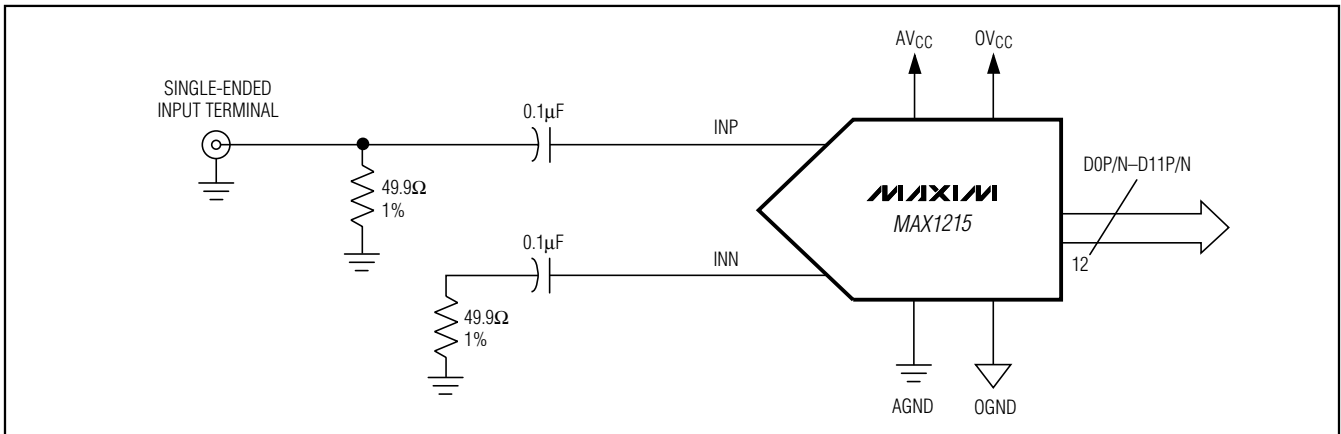 AVCC
OVCC
SINGLE-ENDED
INPUT TERMINAL
0.1µF
INP
D0P/N–D11P/N
49.9Ω
1%
MAXIM
MAX1215
0.1µF
INN
12
49.9Ω
1%
AGND
OGND